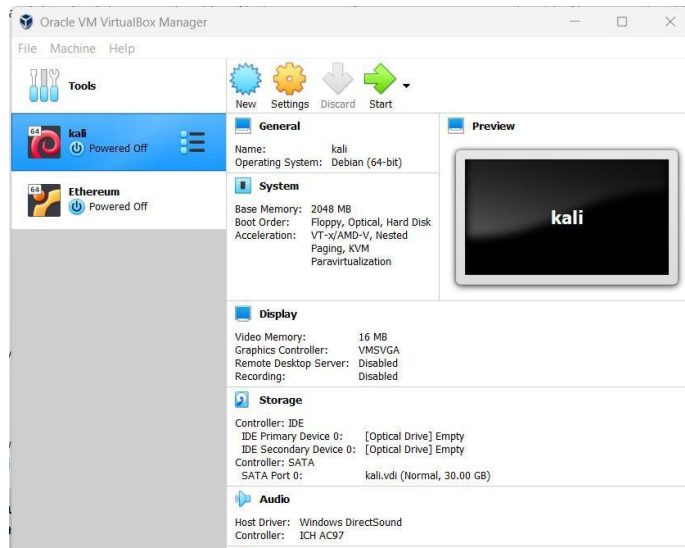 Oracle VM VirtualBox Manager
File Machine Help
Tools
New Settings Discard Start
64
kali
Powered Off
64
Ethereum
Powered Off
General
Name: kali
Operating System: Debian (64-bit)
System
Base Memory: 2048 MB
Boot Order: Floppy, Optical, Hard Disk
Acceleration: VT-x/AMD-V, Nested
Paging, KVM
Paravirtualization
Preview
kali
Display
Video Memory: 16 MB
Graphics Controller: VMSVGA
Remote Desktop Server: Disabled
Recording: Disabled
Storage
Controller: IDE
IDE Primary Device 0: [Optical Drive] Empty
IDE Secondary Device 0: [Optical Drive] Empty
Controller: SATA
SATA Port 0: kali.vdi (Normal, 30.00 GB)
Audio
Host Driver: Windows DirectSound
Controller: ICH AC97